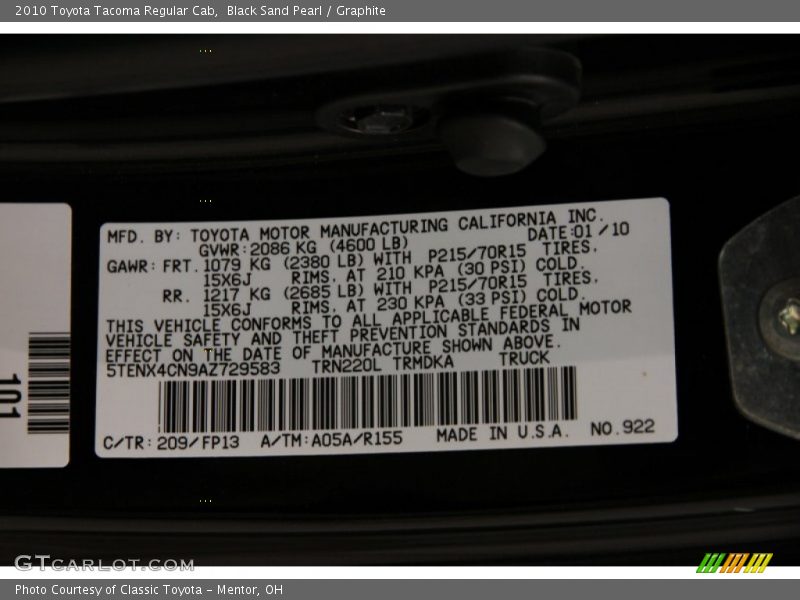 2010 Toyota Tacoma Regular Cab, Black Sand Pearl / Graphite
MFD. BY: TOYOTA MOTOR MANUFACTURING CALIFORNIA INC.
GVWR:2086 KG (4600 LB) DATE:01/10
GAWR: FRT. 1079 KG (2380 LB) WITH P215/70R15 TIRES,
15X6J RIMS, AT 210 KPA (30 PSI) COLD.
RR. 1217 KG (2685 LB) WITH P215/70R15 TIRES,
15X6J RIMS, AT 230 KPA (33 PSI) COLD.
THIS VEHICLE CONFORMS TO ALL APPLICABLE FEDERAL MOTOR
VEHICLE SAFETY AND THEFT PREVENTION STANDARDS IN
EFFECT ON THE DATE OF MANUFACTURE SHOWN ABOVE.
5TENX4CN9AZ729583 TRN220L TRMDKA TRUCK
C/TR: 209/FP13 A/TM: A05A/R155 MADE IN U.S.A. NO.922
101
GTCARLOT.COM
Photo Courtesy of Classic Toyota - Mentor, OH